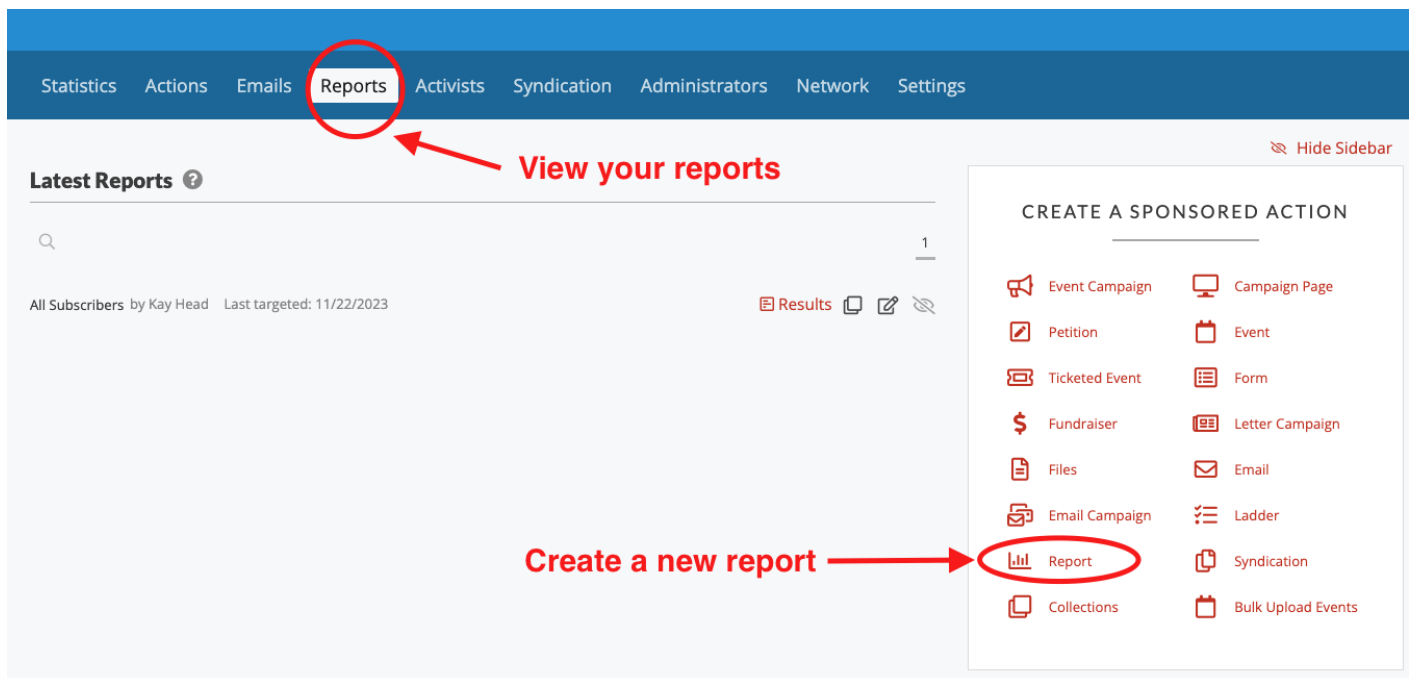 Statistics Actions Emails Reports Activists Syndication Administrators Network Settings
View your reports
Hide Sidebar
Latest Reports ?
1
All Subscribers by Kay Head Last targeted: 11/22/2023 Results
CREATE A SPONSORED ACTION
Event Campaign Campaign Page
Petition Event
Ticketed Event Form
$ Fundraiser Letter Campaign
Files Email
Email Campaign Ladder
Create a new report
Report Syndication
Collections Bulk Upload Events